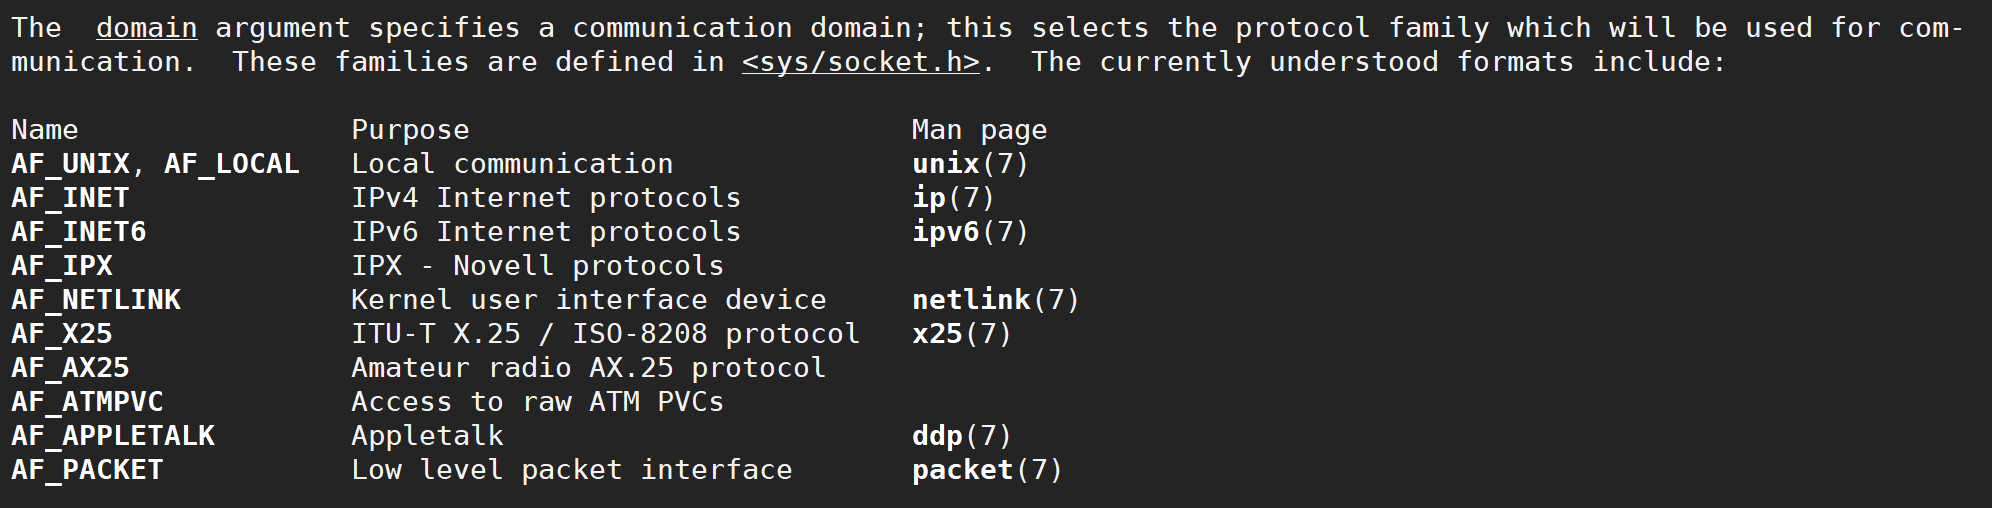 The  domain argument specifies a communication domain; this selects the protocol family which will be used for com-
munication.  These families are defined in <sys/socket.h>.  The currently understood formats include:

Name                Purpose                          Man page
AF_UNIX, AF_LOCAL   Local communication              unix(7)
AF_INET             IPv4 Internet protocols          ip(7)
AF_INET6            IPv6 Internet protocols          ipv6(7)
AF_IPX              IPX - Novell protocols
AF_NETLINK          Kernel user interface device     netlink(7)
AF_X25              ITU-T X.25 / ISO-8208 protocol   x25(7)
AF_AX25             Amateur radio AX.25 protocol
AF_ATMPVC           Access to raw ATM PVCs
AF_APPLETALK        Appletalk                        ddp(7)
AF_PACKET           Low level packet interface       packet(7)